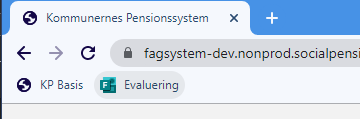 Kommunernes Pensionssystem
fagsystem-dev.nonprod.socialpensi
KP Basis
Evaluering